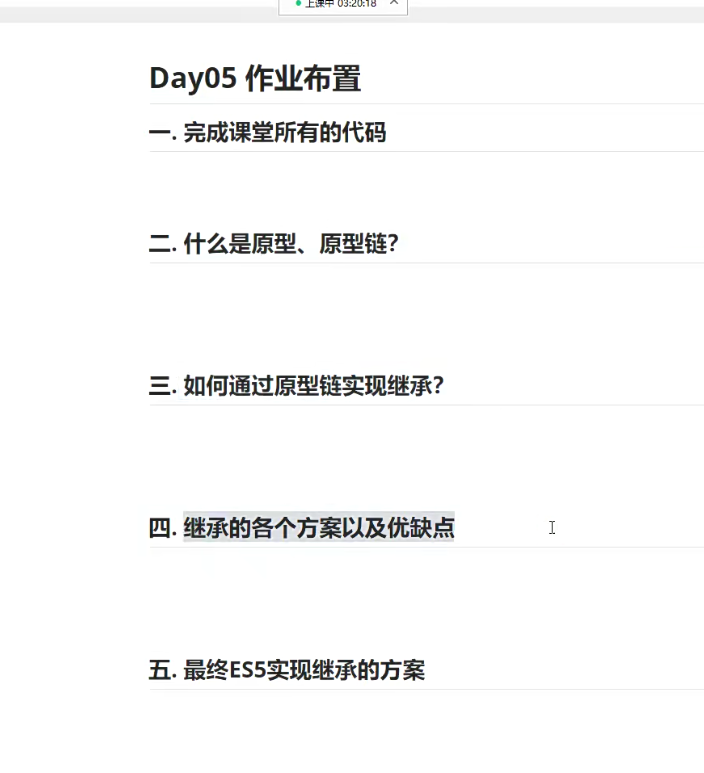 上课中 03:20:18
Day05 作业布置
一. 完成课堂所有的代码
二. 什么是原型、原型链？
三. 如何通过原型链实现继承？
四. 继承的各个方案以及优缺点
五. 最终ES5实现继承的方案